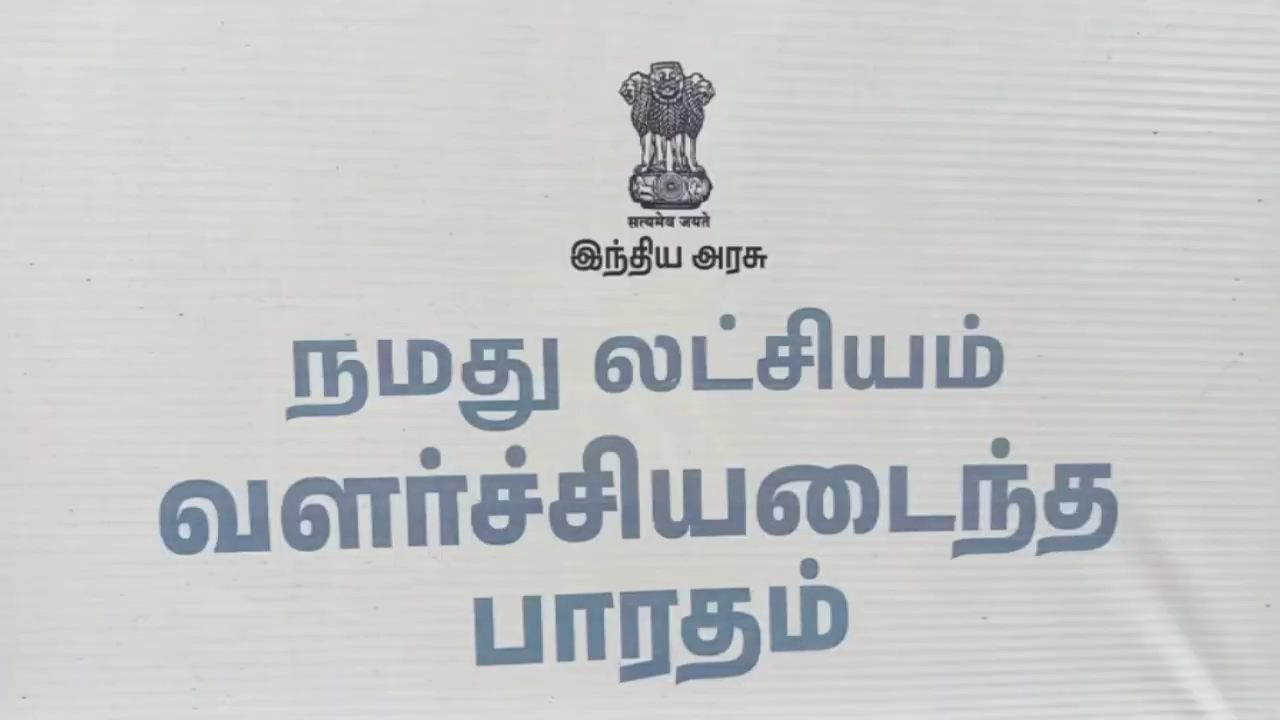 सत्यमेव जयते
இந்திய அரசு
நமது லட்சியம்
வளர்ச்சியடைந்த
பாரதம்